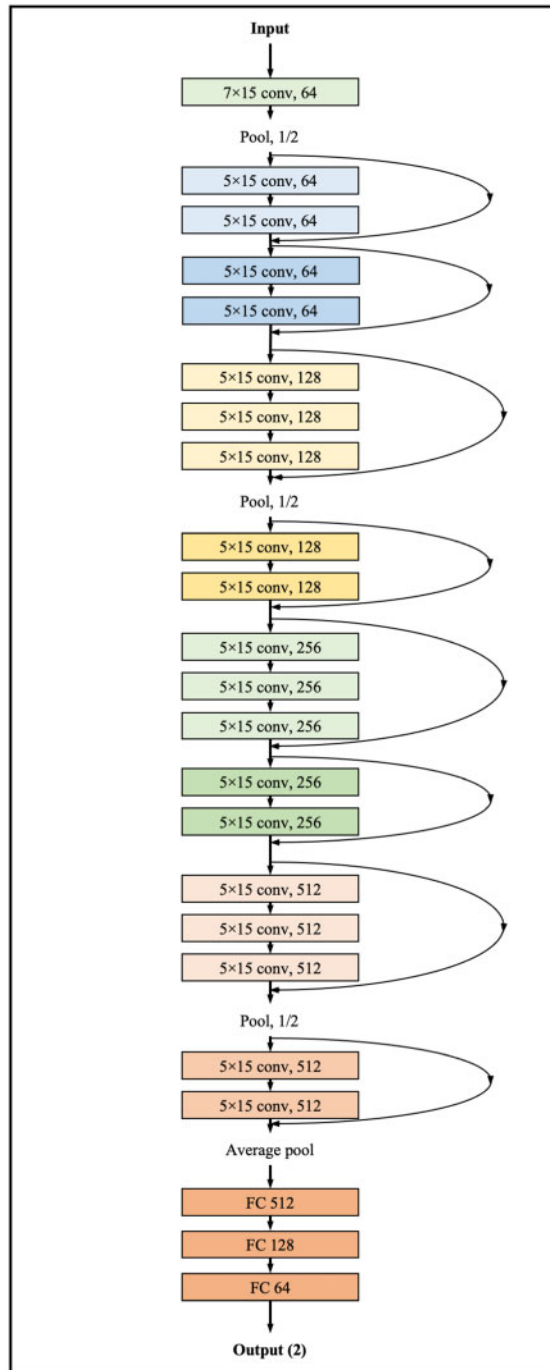 Input
7×15 conv, 64
Pool, 1/2
5×15 conv, 64
5×15 conv, 64
5×15 conv, 64
5×15 conv, 64
5×15 conv, 128
5×15 conv, 128
5×15 conv, 128
Pool, 1/2
5×15 conv, 128
5×15 conv, 128
5×15 conv, 256
5×15 conv, 256
5×15 conv, 256
5×15 conv, 256
5×15 conv, 256
5×15 conv, 512
5×15 conv, 512
5×15 conv, 512
Pool, 1/2
5×15 conv, 512
5×15 conv, 512
Average pool
FC 512
FC 128
FC 64
Output (2)